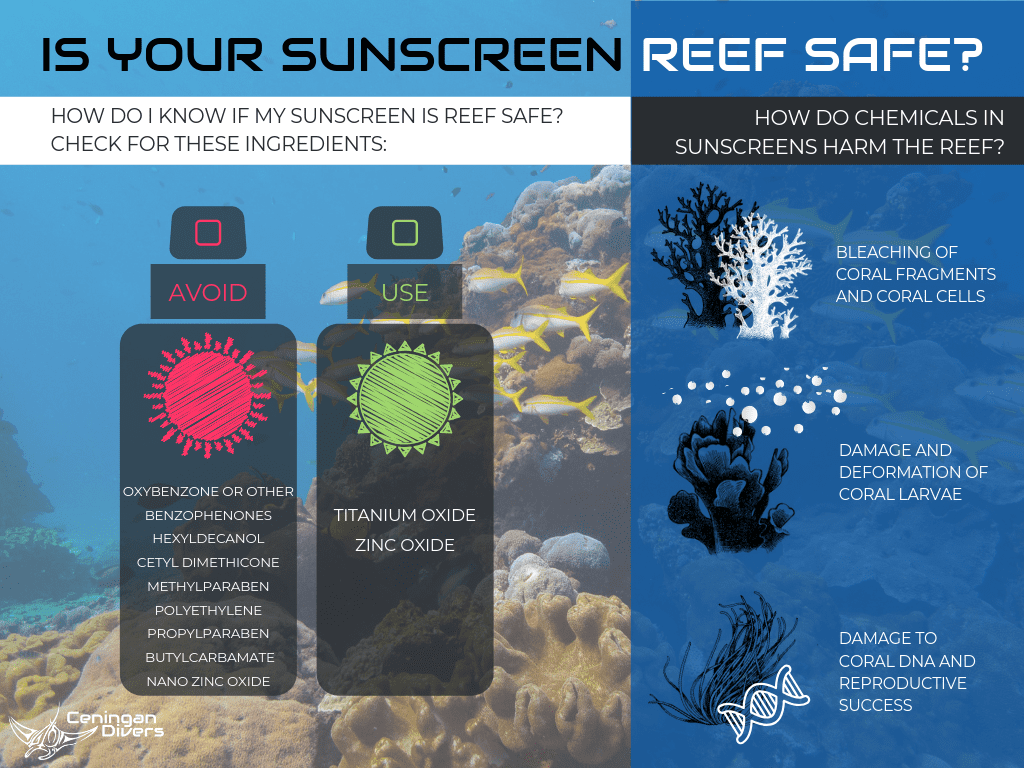 IS YOUR SUNSCREEN REEF SAFE?
HOW DO I KNOW IF MY SUNSCREEN IS REEF SAFE?
CHECK FOR THESE INGREDIENTS:
AVOID
OXYBENZONE OR OTHER
BENZOPHENONES
HEXYLDECANOL
CETYL DIMETHICONE
METHYLPARABEN
POLYETHYLENE
PROPYLPARABEN
BUTYLCARBAMATE
NANO ZINC OXIDE
USE
TITANIUM OXIDE
ZINC OXIDE
HOW DO CHEMICALS IN
SUNSCREENS HARM THE REEF?
BLEACHING OF
CORAL FRAGMENTS
AND CORAL CELLS
DAMAGE AND
DEFORMATION OF
CORAL LARVAE
DAMAGE TO
CORAL DNA AND
REPRODUCTIVE
SUCCESS
Ceningan
Divers